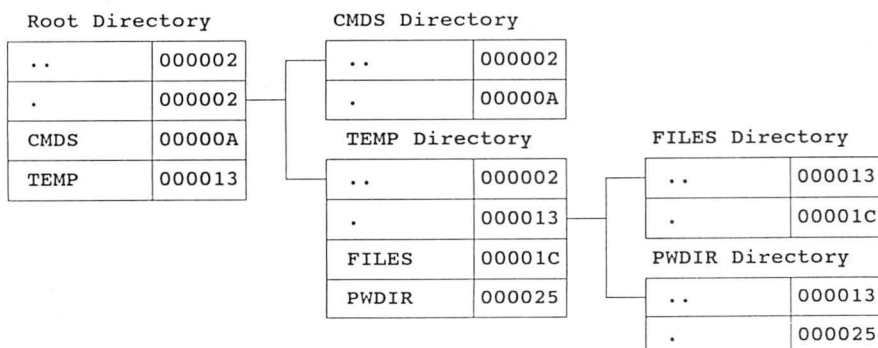 Root Directory
.. 000002
. 000002
CMDS 00000A
TEMP 000013
CMDS Directory
.. 000002
. 00000A
TEMP Directory
.. 000002
. 000013
FILES 00001C
PWDIR 000025
FILES Directory
.. 000013
. 00001C
PWDIR Directory
.. 000013
. 000025